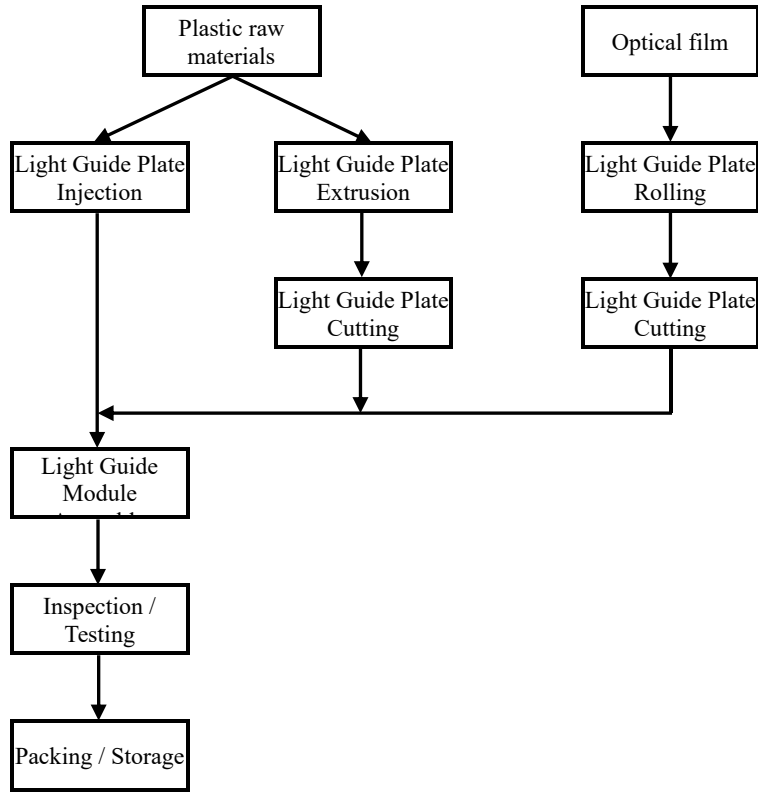 Plastic raw
materials
Optical film
Light Guide Plate
Injection
Light Guide Plate
Extrusion
Light Guide Plate
Rolling
Light Guide Plate
Cutting
Light Guide Plate
Cutting
Light Guide
Module
Inspection /
Testing
Packing / Storage